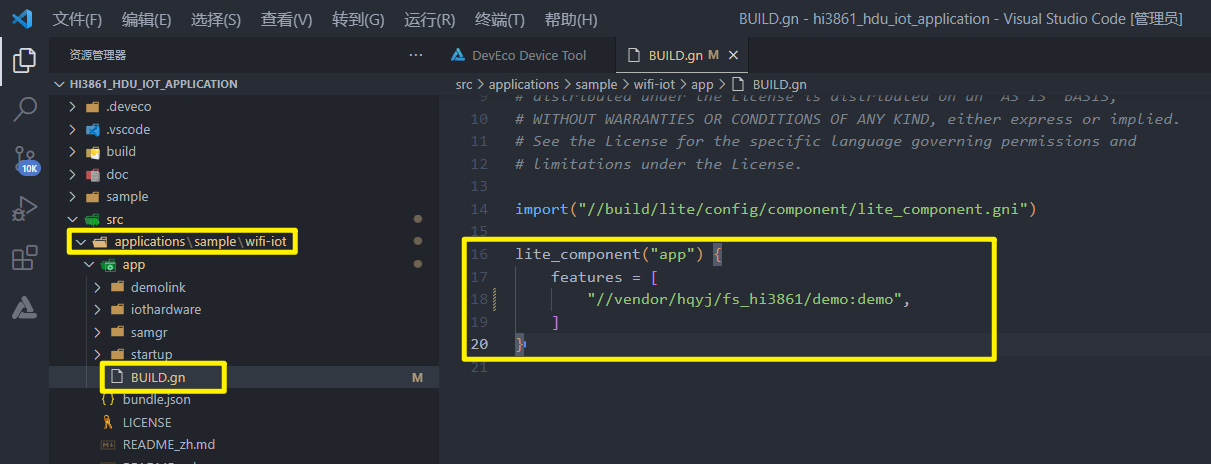 文件(F) 编辑(E) 选择(S) 查看(V) 转到(G) 运行(R) 终端(T) 帮助(H) BUILD.gn - hi3861_hdu_iot_application - Visual Studio Code [管理员]
资源管理器 ···
DevEco Device Tool
BUILD.gn M
HI3861_HDU_IOT_APPLICATION
.deveco
.vscode
build
doc
sample
src
applications\sample\wifi-iot
app
demolink
iothardware
samgr
startup
BUILD.gn M
bundle.json
LICENSE
README_zh.md
10K
src > applications > sample > wifi-iot > app > BUILD.gn
9 # distributed under the License is distributed on an "AS IS" BASIS,
10 # WITHOUT WARRANTIES OR CONDITIONS OF ANY KIND, either express or implied.
11 # See the License for the specific language governing permissions and
12 # limitations under the License.
13
14 import("//build/lite/config/component/lite_component.gni")
15
16 lite_component("app") {
17 features = [
18 "//vendor/hqyj/fs_hi3861/demo:demo",
19 ]
20 }
21